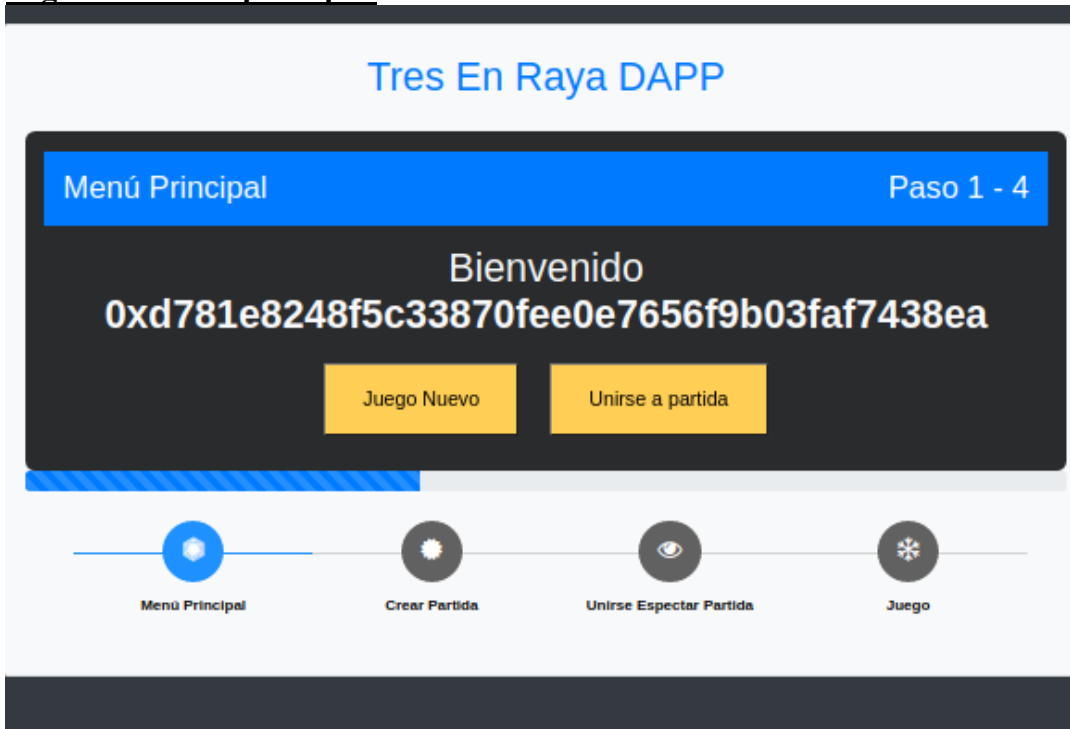 Tres En Raya DAPP
Menú Principal Paso 1 - 4
Bienvenido
0xd781e8248f5c33870fee0e7656f9b03faf7438ea
Juego Nuevo Unirse a partida
Menú Principal Crear Partida Unirse Espectar Partida Juego